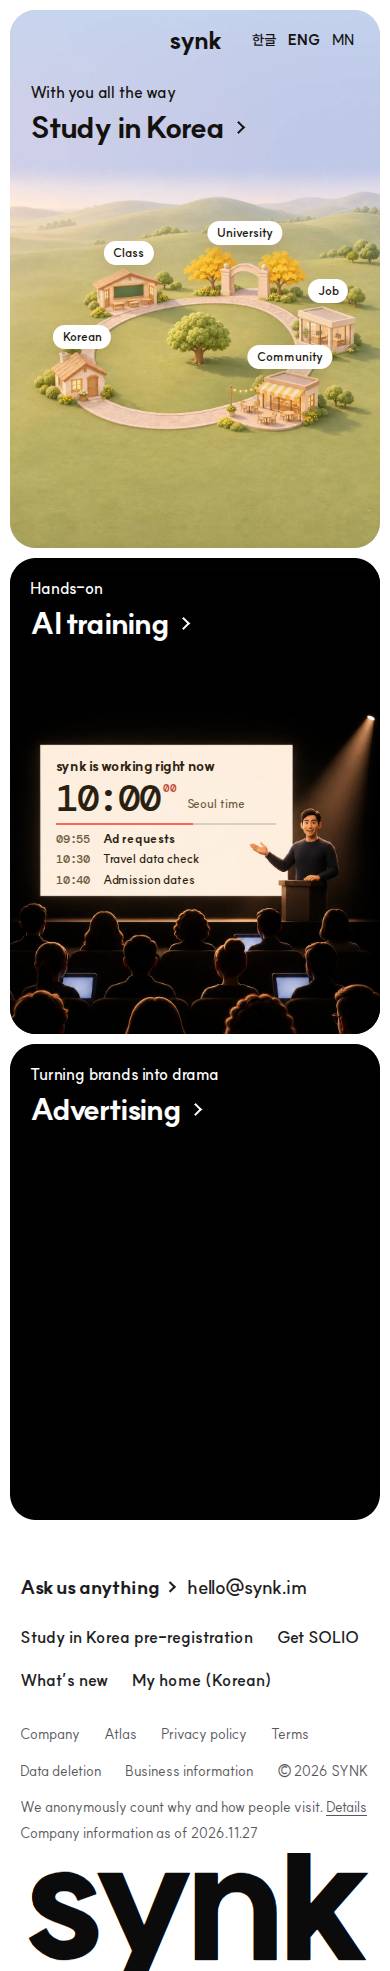 synk 한글 ENG MN
With you all the way
Study in Korea >
University
Class
Job
Korean
Community
Hands-on
AI training >
synk is working right now
10:00 00 Seoul time
09:55 Ad requests
10:30 Travel data check
10:40 Admission dates
Turning brands into drama
Advertising >
Ask us anything > hello@synk.im
Study in Korea pre-registration Get SOLIO
What's new My home (Korean)
Company Atlas Privacy policy Terms
Data deletion Business information © 2026 SYNK
We anonymously count why and how people visit. Details
Company information as of 2026.11.27
synk